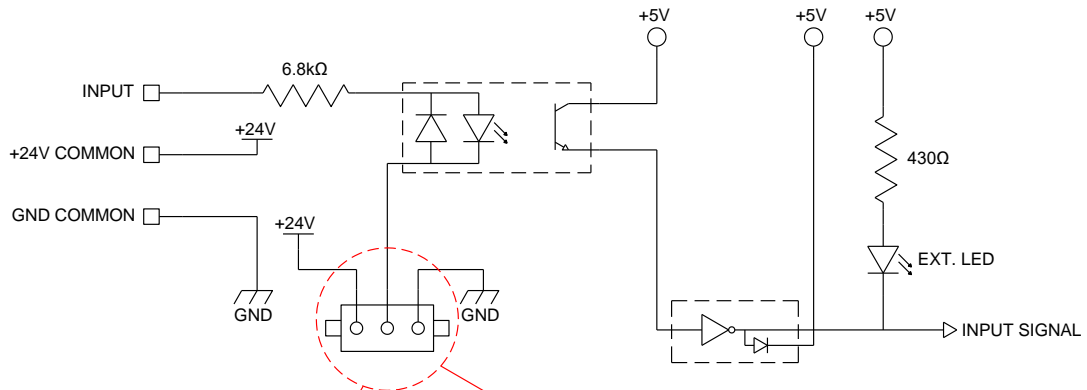 +5V
+5V
+5V
6.8kΩ
INPUT
+24V
+24V COMMON
430Ω
GND COMMON
+24V
EXT. LED
GND
GND
INPUT SIGNAL